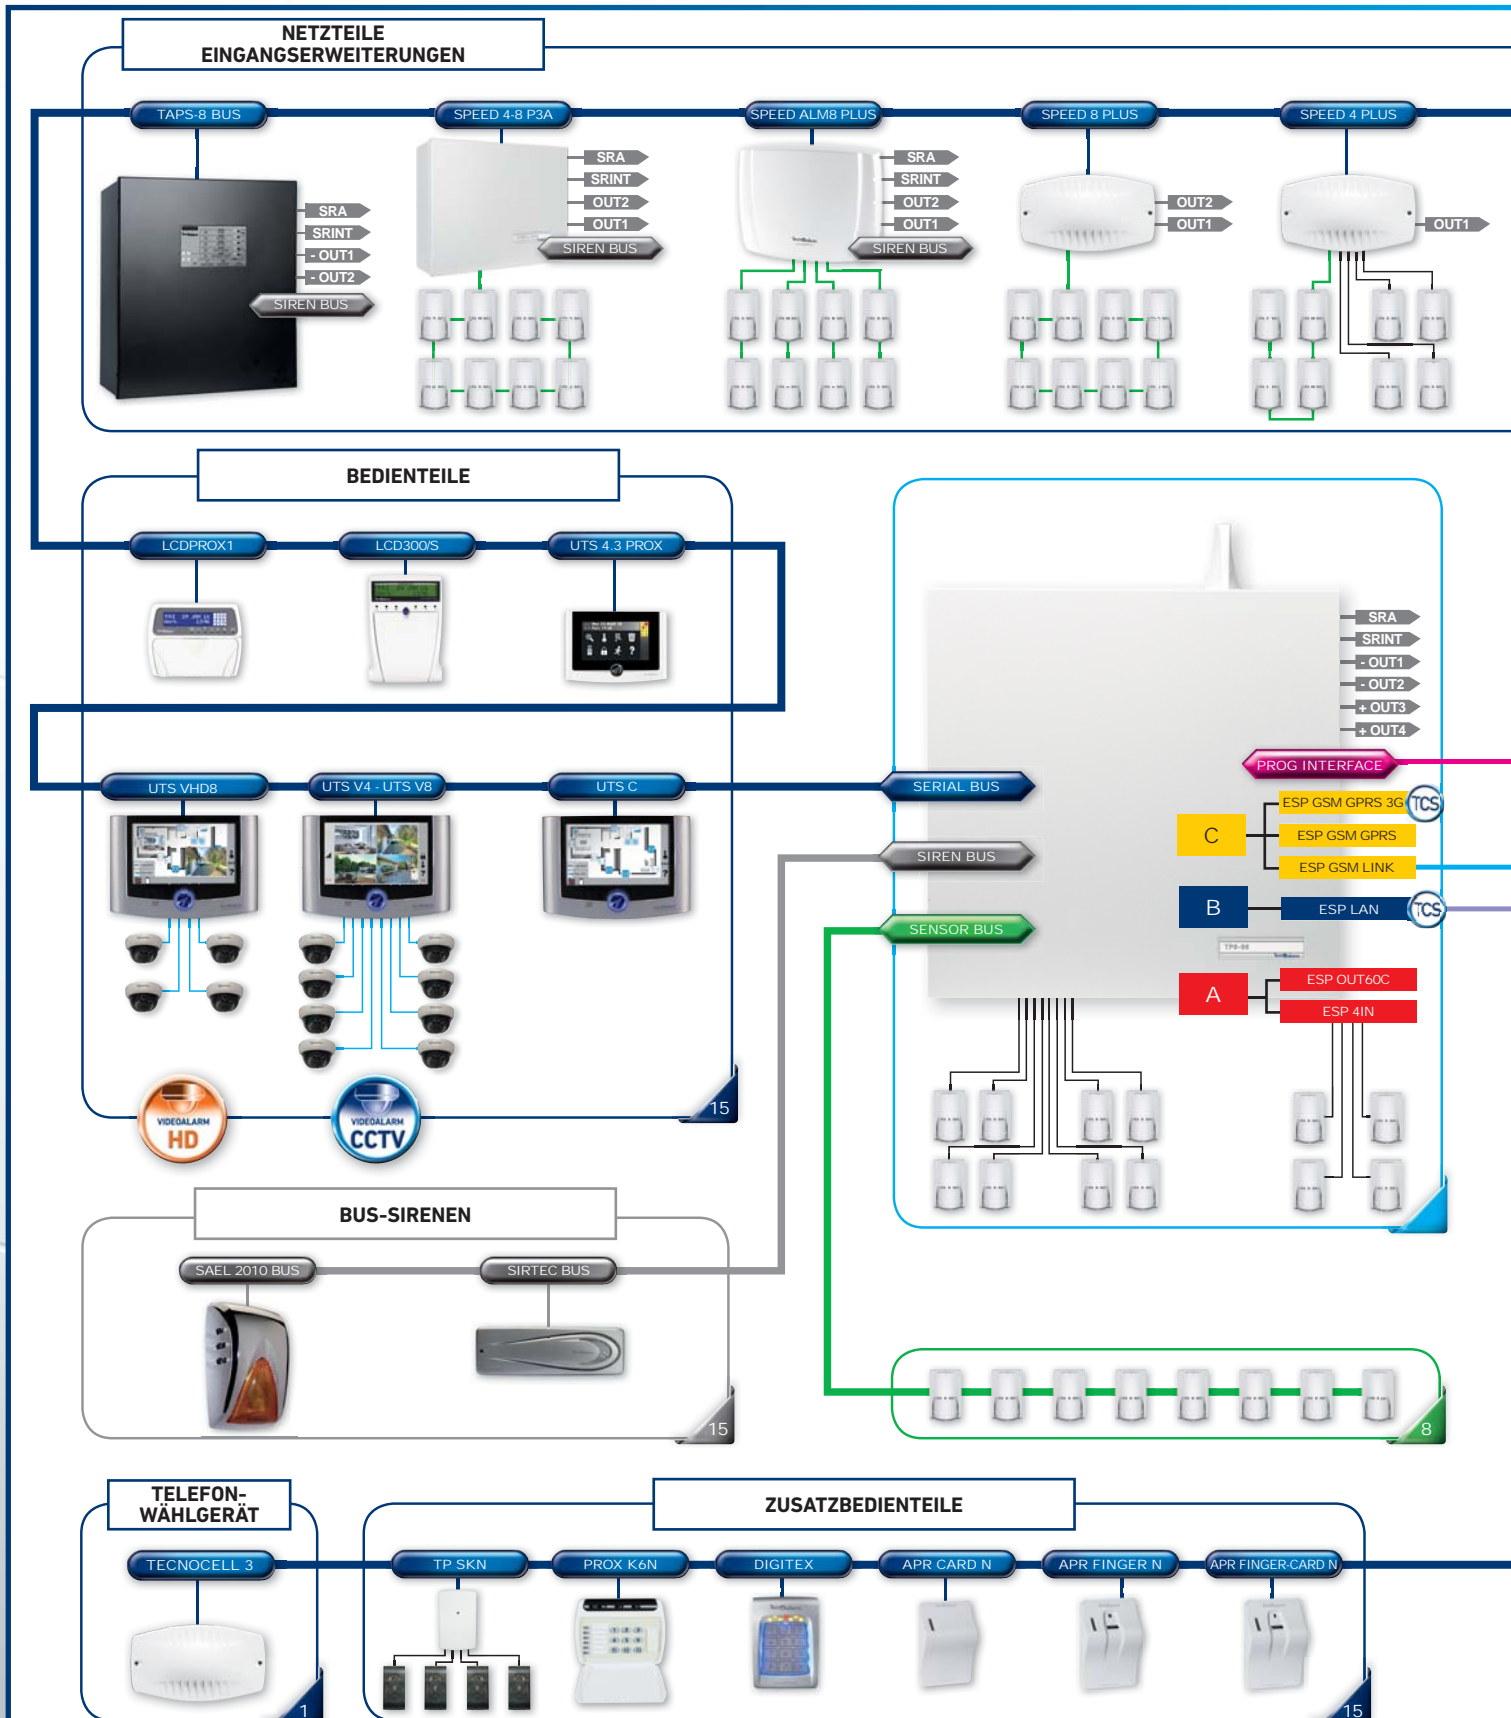 NETZTEILE
EINGANGSERWEITERUNGEN
TAPS-8 BUS
SPEED 4-8 P3A
SPEED ALM8 PLUS
SPEED 8 PLUS
SPEED 4 PLUS
SRA
SRINT
- OUT1
- OUT2
SIREN BUS
SRA
SRINT
OUT2
OUT1
SIREN BUS
SRA
SRINT
OUT2
OUT1
SIREN BUS
OUT2
OUT1
OUT1
BEDIENTEILE
LCDPROX1
LCD300/S
UTS 4.3 PROX
UTS VHD8
UTS V4 - UTS V8
UTS C
VIDEOALARM
HD
VIDEOALARM
CCTV
15
SRA
SRINT
- OUT1
- OUT2
+ OUT3
+ OUT4
PROG INTERFACE
SERIAL BUS
SIREN BUS
SENSOR BUS
C
ESP GSM GPRS 3G
TCS
ESP GSM GPRS
ESP GSM LINK
B
ESP LAN
TCS
TP8-88
A
ESP OUT60C
ESP 4IN
BUS-SIRENEN
SAEL 2010 BUS
SIRTEC BUS
15
8
TELEFON-
WÄHLGERÄT
TECNOCELL 3
1
ZUSATZBEDIENTEILE
TP SKN
PROX K6N
DIGITEX
APR CARD N
APR FINGER N
APR FINGER-CARD N
15